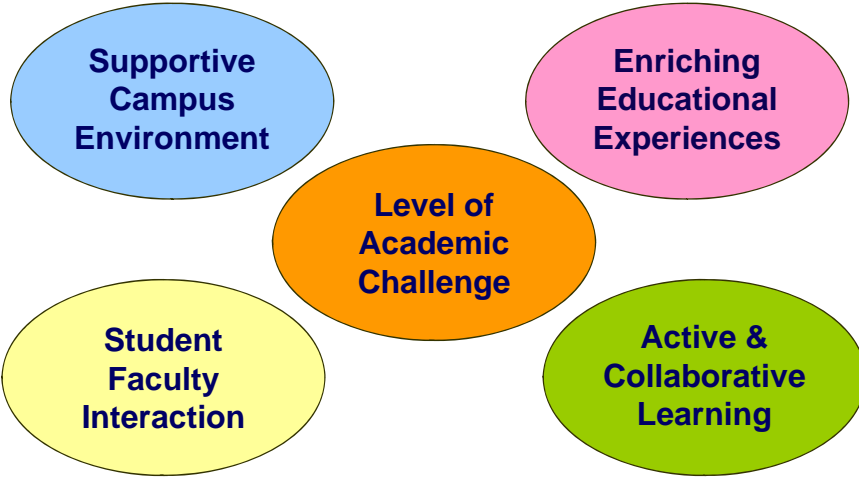 Supportive
Campus
Environment
Enriching
Educational
Experiences
Level of
Academic
Challenge
Student
Faculty
Interaction
Active &
Collaborative
Learning